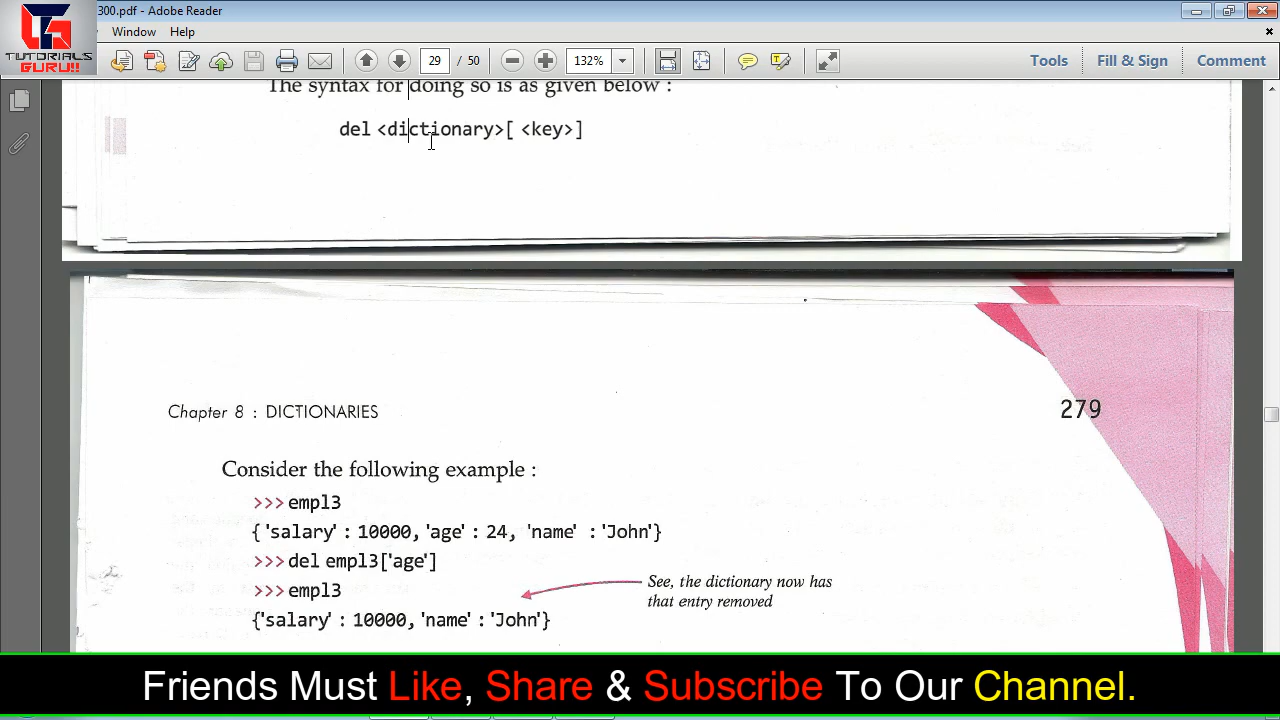 300.pdf - Adobe Reader
TG
TUTORIALS
GURU!!
Window Help
29 / 50 132% Tools Fill & Sign Comment
The syntax for doing so is as given below :
del <dictionary>[ <key>]
Chapter 8 : DICTIONARIES
279
Consider the following example :
>>> empl3
{ 'salary' : 10000, 'age' : 24, 'name' : 'John'}
>>> del empl3['age']
>>> empl3
{'salary' : 10000, 'name' : 'John'}
See, the dictionary now has
that entry removed
Friends Must Like, Share & Subscribe To Our Channel.